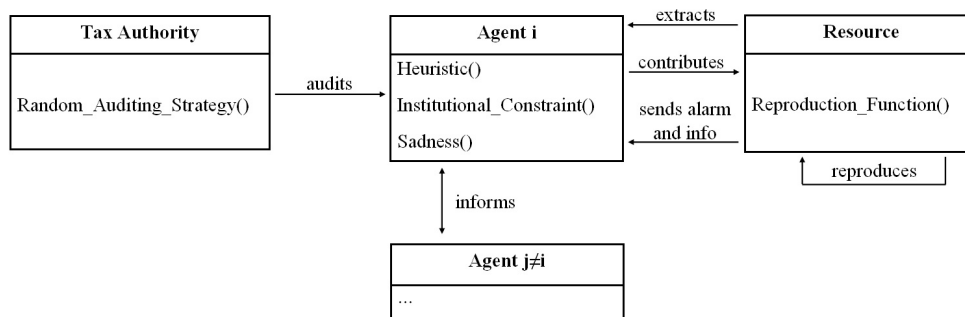 Tax Authority
Random_Auditing_Strategy()
audits
Agent i
Heuristic()
Institutional_Constraint()
Sadness()
extracts
contributes
sends alarm
and info
Resource
Reproduction_Function()
reproduces
informs
Agent j≠i
...